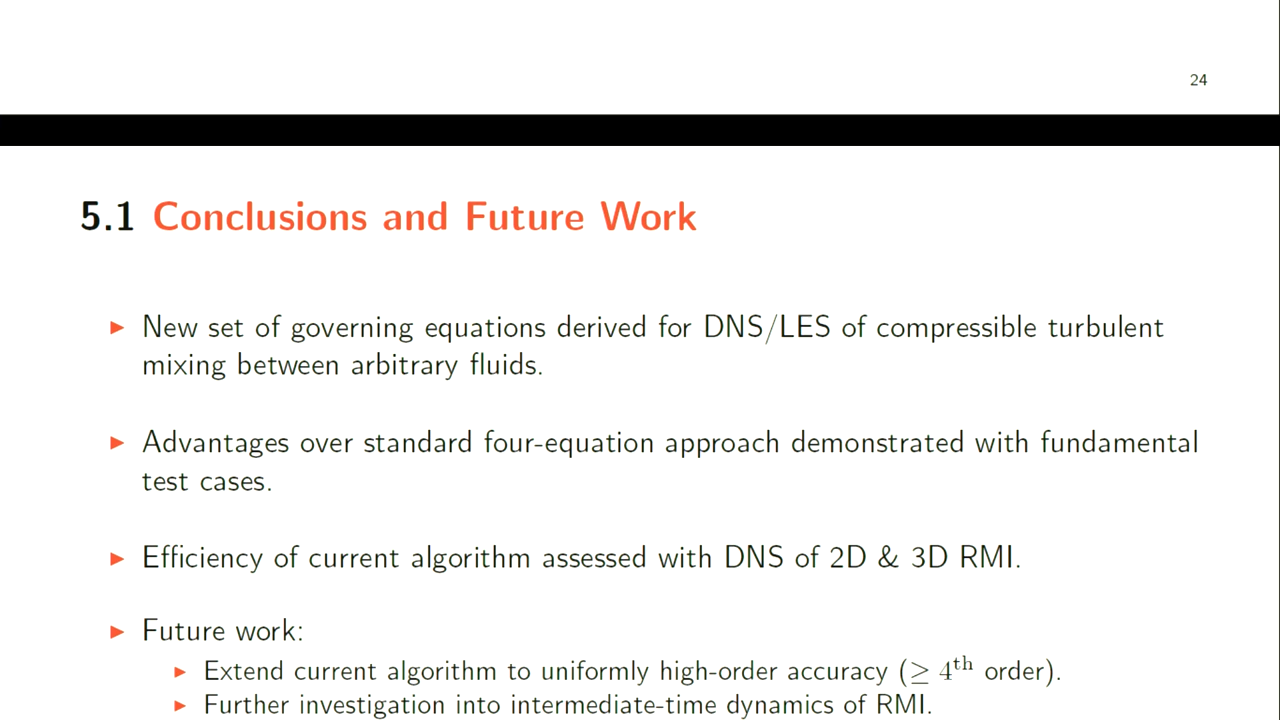 24
5.1 Conclusions and Future Work
▶ New set of governing equations derived for DNS/LES of compressible turbulent
mixing between arbitrary fluids.
▶ Advantages over standard four-equation approach demonstrated with fundamental
test cases.
▶ Efficiency of current algorithm assessed with DNS of 2D & 3D RMI.
▶ Future work:
▶ Extend current algorithm to uniformly high-order accuracy (≥ 4th order).
▶ Further investigation into intermediate-time dynamics of RMI.